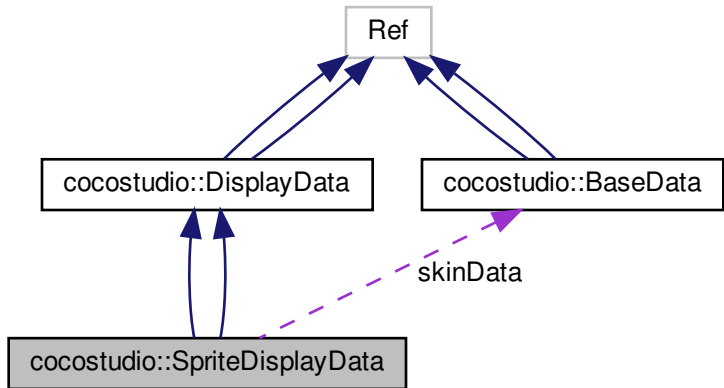 Ref
cocostudio::DisplayData
cocostudio::BaseData
skinData
cocostudio::SpriteDisplayData